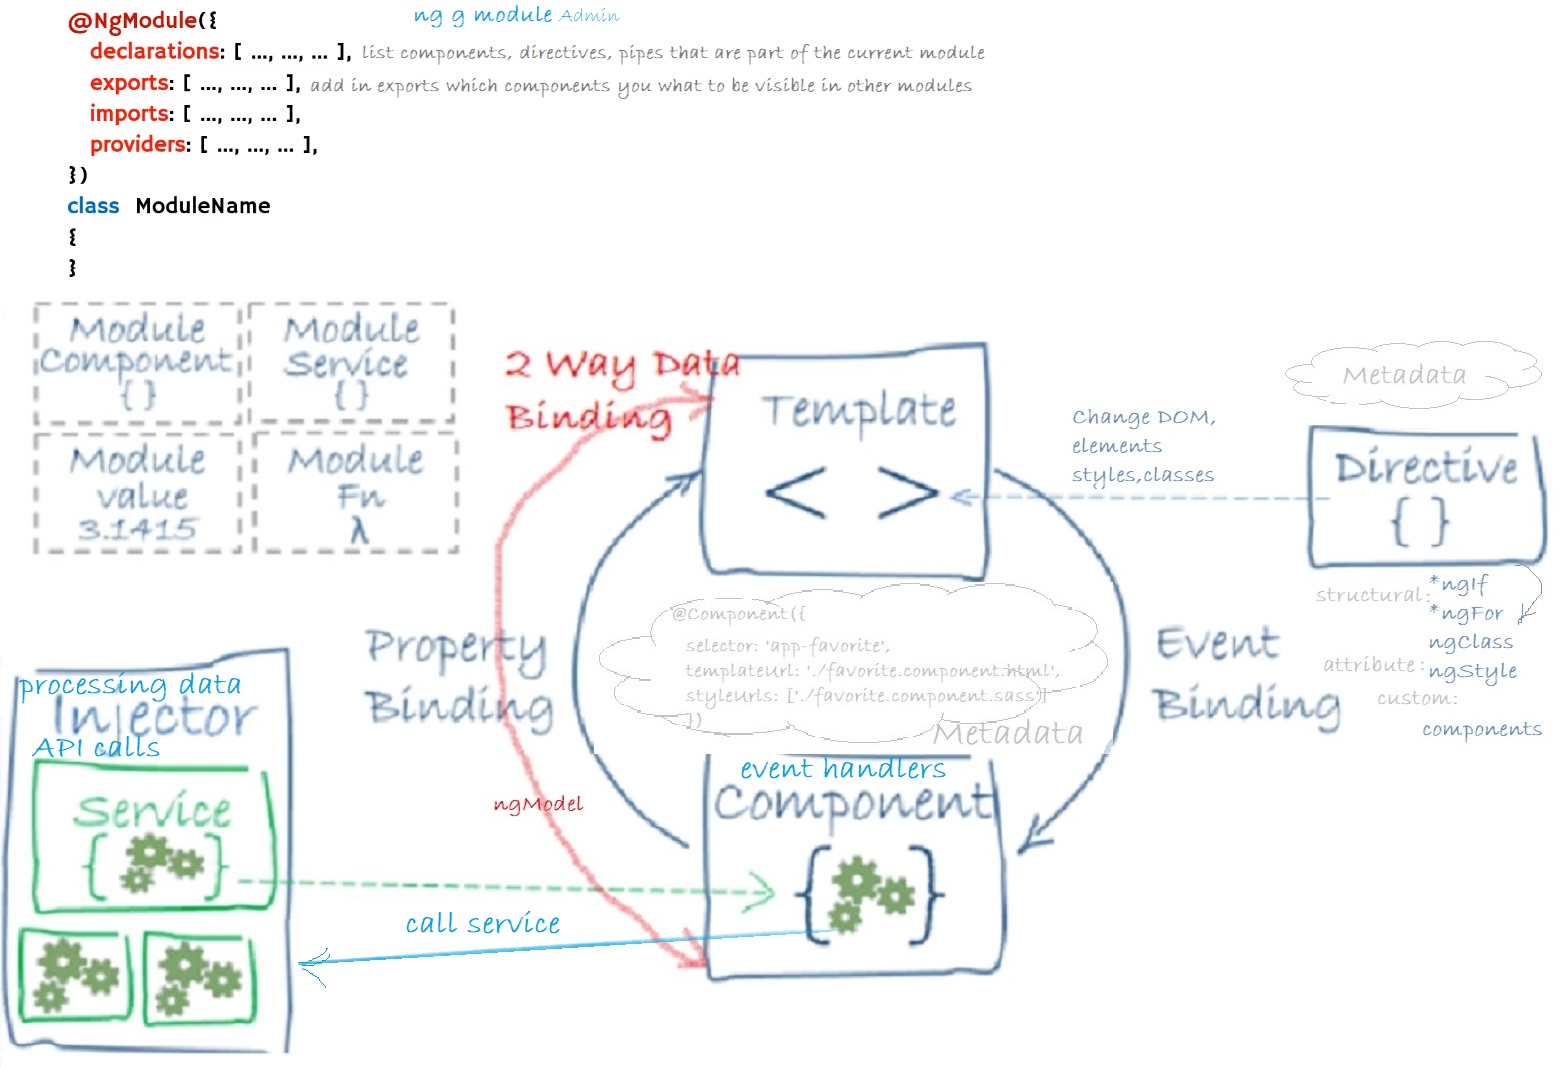 @NgModule({
ng g module Admin
declarations: [ ..., ..., ... ], list components, directives, pipes that are part of the current module
exports: [ ..., ..., ... ], add in exports which components you what to be visible in other modules
imports: [ ..., ..., ... ],
providers: [ ..., ..., ... ],
})
class ModuleName
{
}
Module
Component
{ }
Module
Service
{ }
Module
value
3.1415
Module
Fn
λ
2 Way Data
Binding
Template
< >
Change DOM,
elements
styles,classes
Metadata
Directive
{ }
structural: *ngIf
*ngFor
ngClass
attribute: ngStyle
custom:
components
Property
Binding
@Component({
selector: 'app-favorite',
templateurl: './favorite.component.html',
styleurls: ['./favorite.component.sass']
})
Metadata
Event
Binding
processing data
Injector
API calls
Service
{ }
ngModel
event handlers
Component
{ }
call service